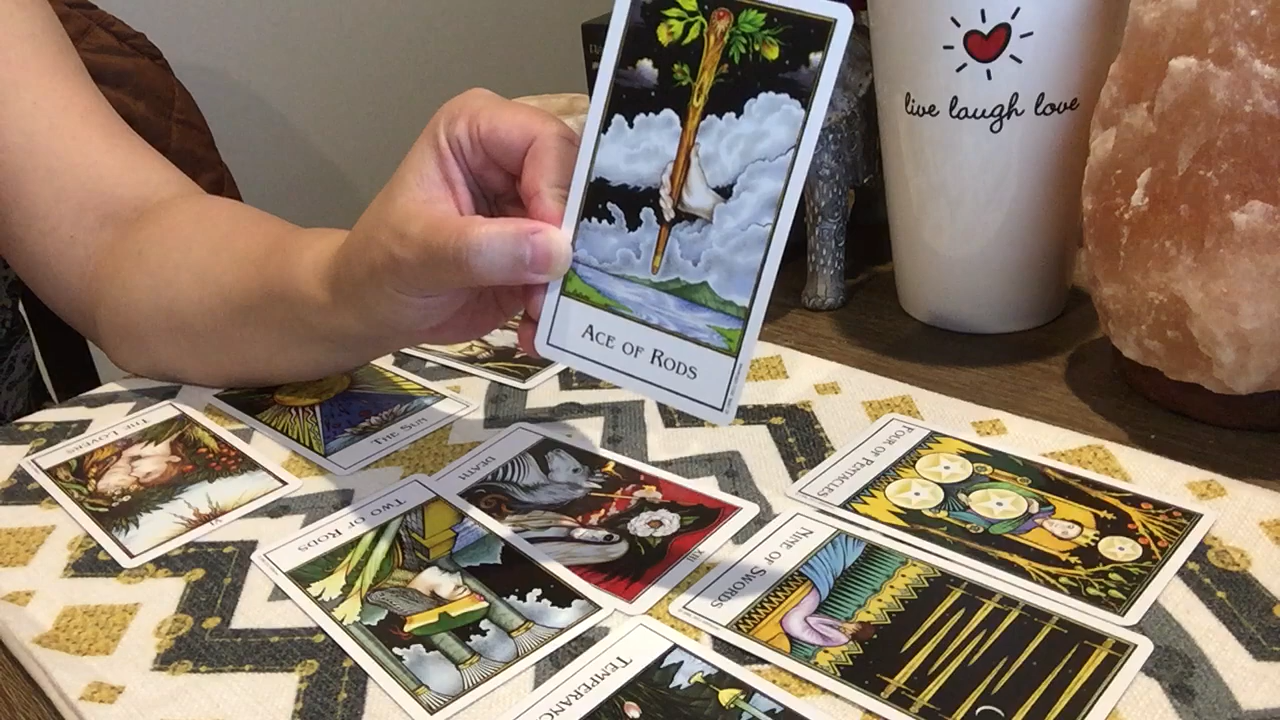 live laugh love
ACE OF RODS
THE LOVERS
VI
THE SUN
DEATH
XIII
TWO OF RODS
FOUR OF PENTACLES
NINE OF SWORDS